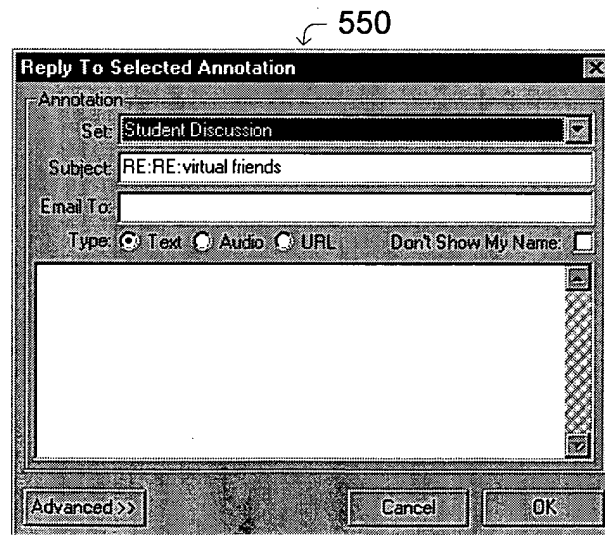 550
Reply To Selected Annotation
Annotation
Set: Student Discussion
Subject: RE:RE:virtual friends
Email To:
Type: Text Audio URL Don't Show My Name:
Advanced >>
Cancel OK